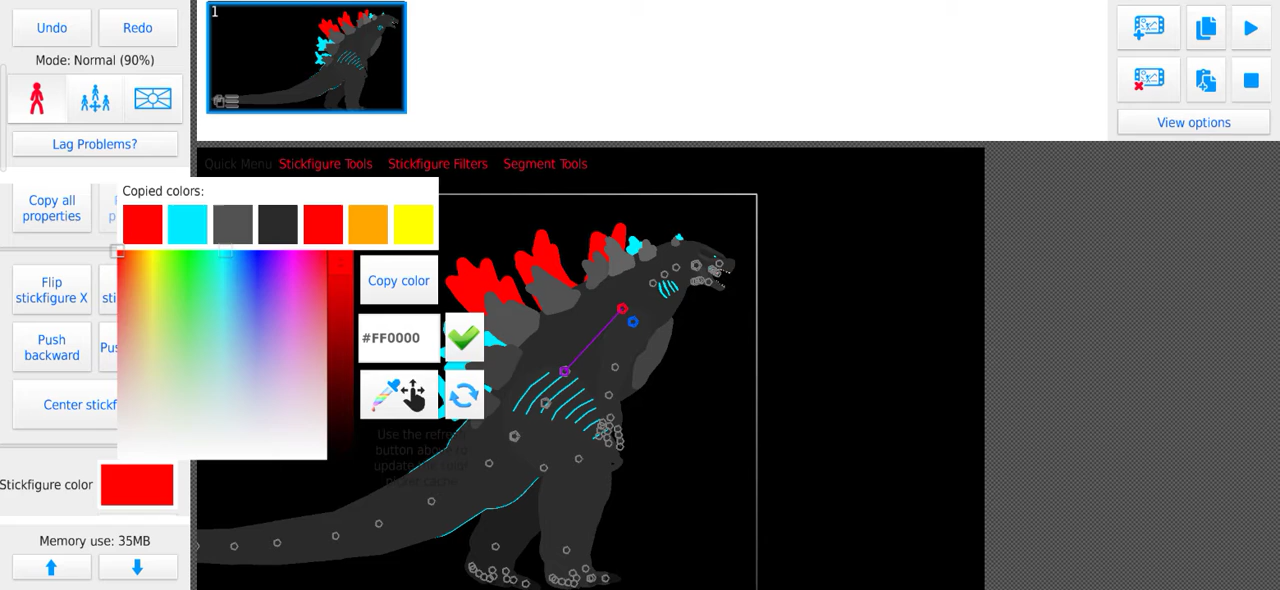 Undo
Redo
Mode: Normal (90%)
Lag Problems?
1
View options
Quick Menu
Stickfigure Tools
Stickfigure Filters
Segment Tools
Copy all
properties
Copied colors:
Flip
stickfigure X
Push
backward
Copy color
#FF0000
Use the refresh
button above to
Stickfigure color
Memory use: 35MB